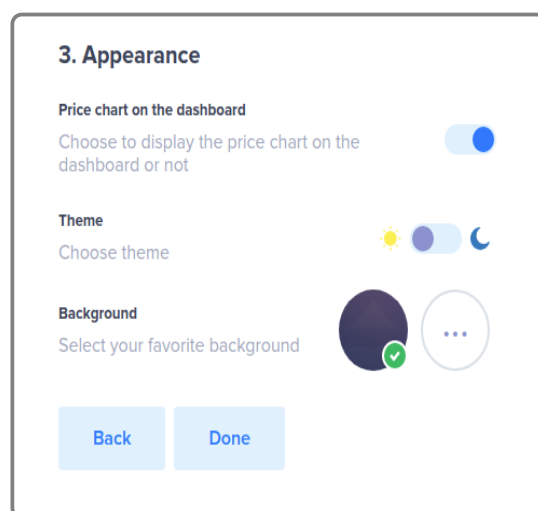 3. Appearance
Price chart on the dashboard
Choose to display the price chart on the
dashboard or not
Theme
Choose theme
Background
Select your favorite background
...
Back
Done